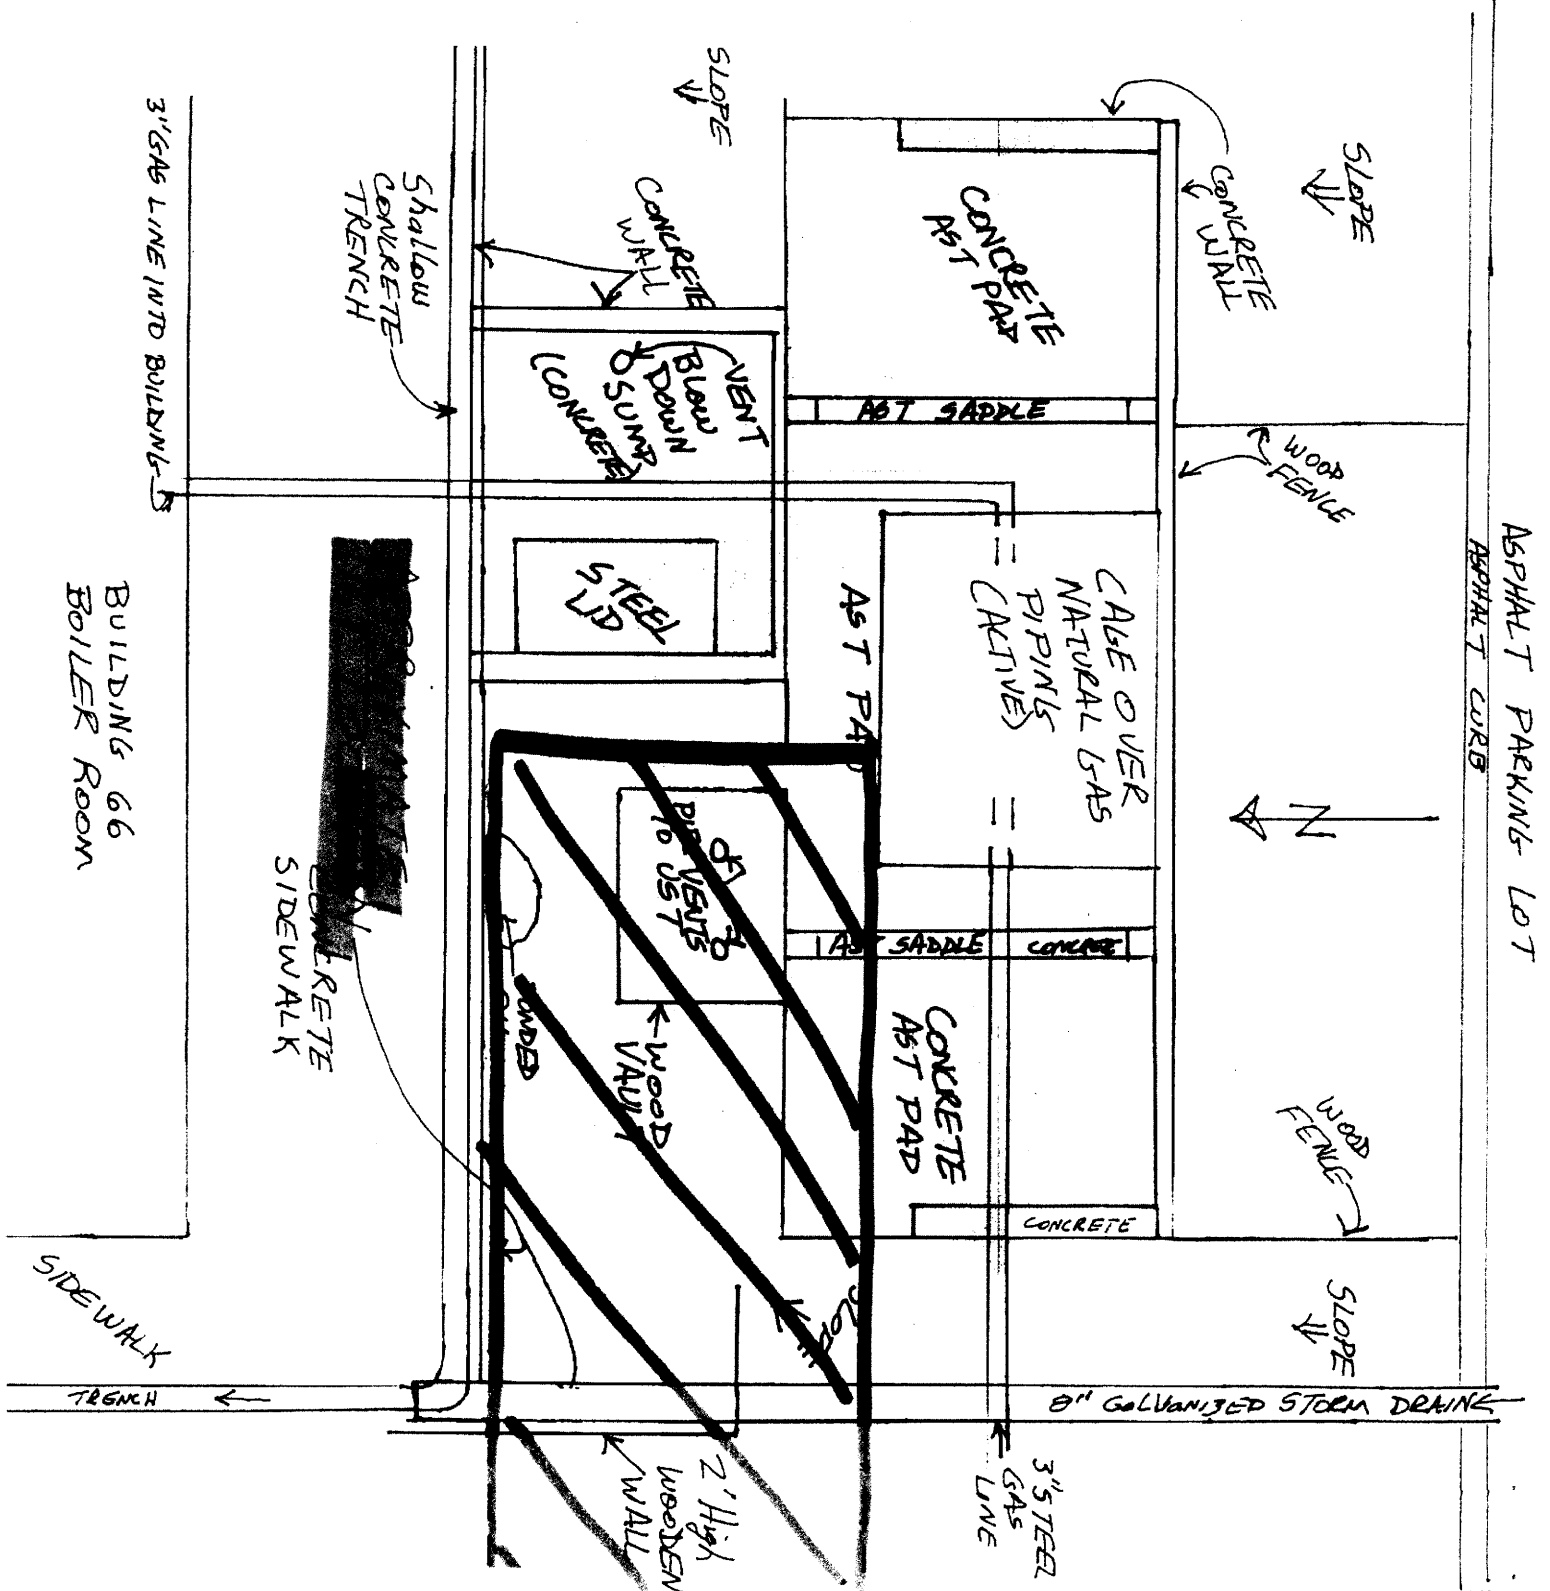 ASPHALT PARKING LOT
ASPHALT CURB
SLOPE
CONCRETE
WALL
WOOD
FENCE
N
WOOD
FENCE
SLOPE
CONCRETE
AST PAD
AST SADDLE
CAGE OVER
NATURAL GAS
PIPING
(ACTIVE)
AST SADDLE CONCRETE
CONCRETE
AST PAD
CONCRETE
8" GALVANIZED STORM DRAIN
3" STEEL
GAS
LINE
SLOPE
CONCRETE
WALL
VENT
BLOW
DOWN
SUMP
(CONCRETE)
STEEL
LID
AST PAD
VENTS
TO UST
WOOD
VAULT
2' High
WOODEN
WALL
Shallow
CONCRETE
TRENCH
SIDEWALK
3" GAS LINE INTO BUILDING
BUILDING 66
BOILER ROOM
SIDEWALK
TRENCH